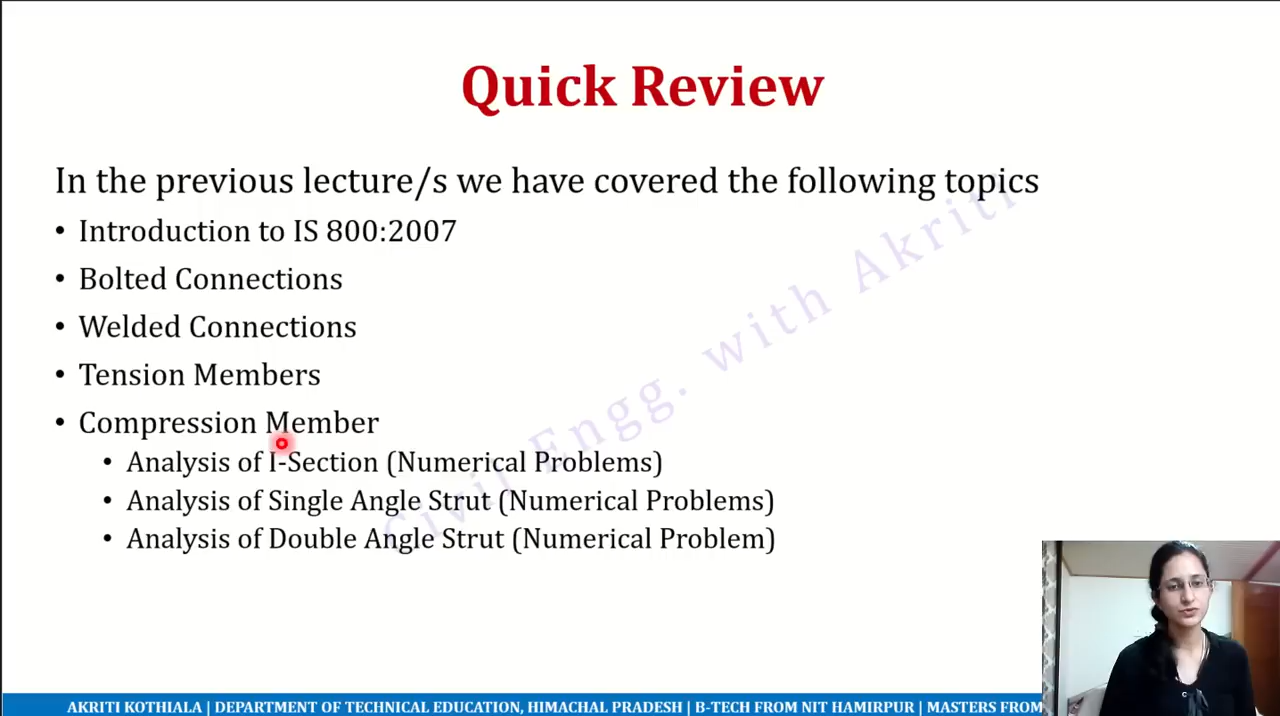 Quick Review
In the previous lecture/s we have covered the following topics
• Introduction to IS 800:2007
• Bolted Connections
• Welded Connections
• Tension Members
• Compression Member
• Analysis of I-Section (Numerical Problems)
• Analysis of Single Angle Strut (Numerical Problems)
• Analysis of Double Angle Strut (Numerical Problem)
Civil Engg. with Akriti
AKRITI KOTHIALA | DEPARTMENT OF TECHNICAL EDUCATION, HIMACHAL PRADESH | B-TECH FROM NIT HAMIRPUR | MASTERS FROM